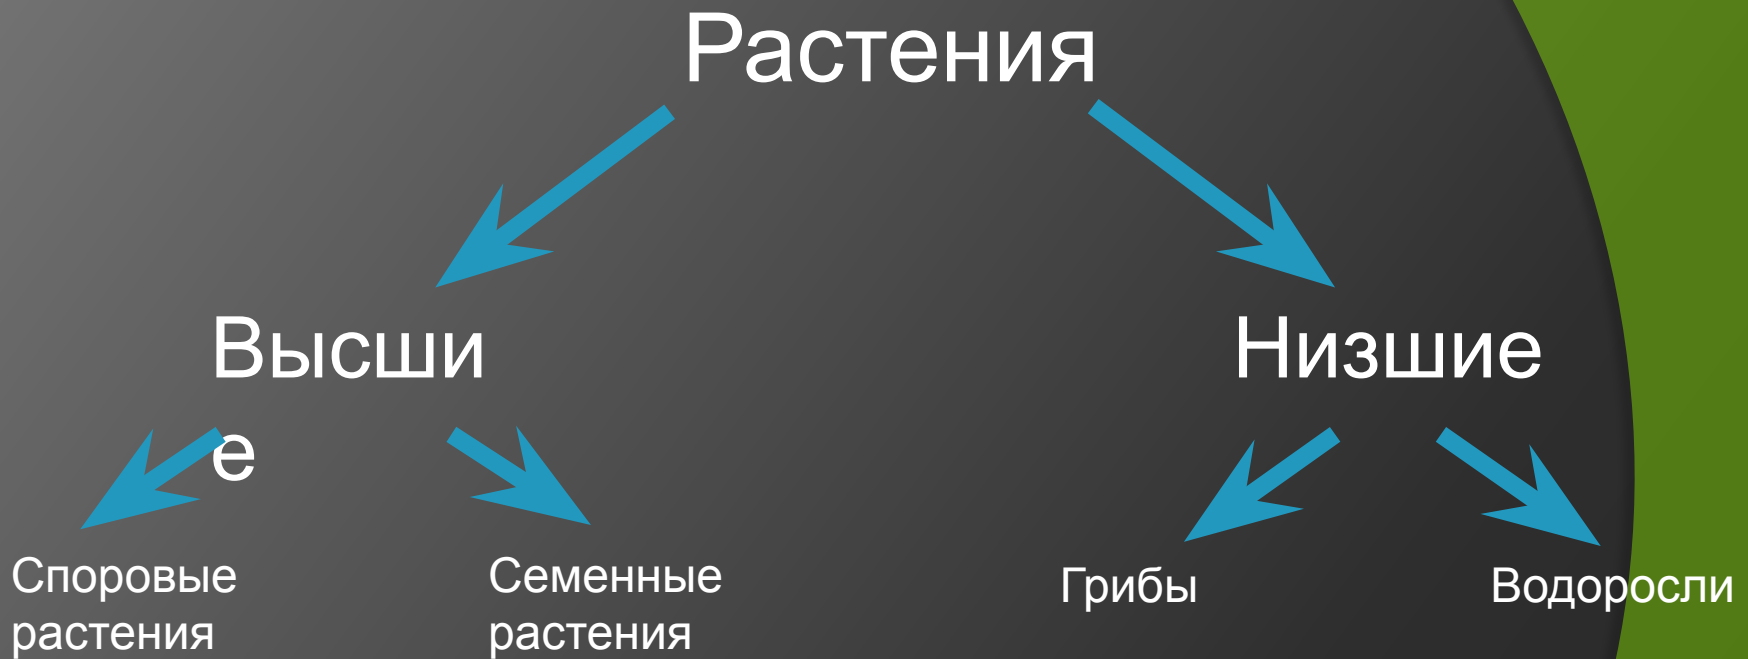 Растения
Высши
е
Низшие
Споровые
растения
Семенные
растения
Грибы
Водоросли